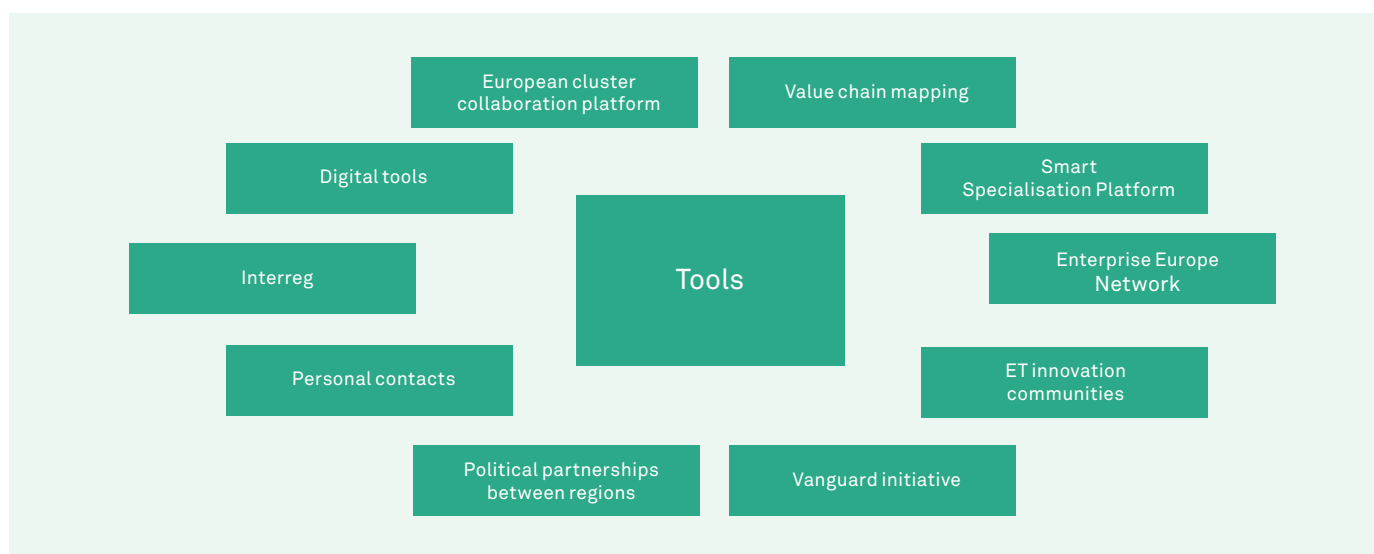 European cluster
collaboration platform
Value chain mapping
Digital tools
Smart
Specialisation Platform
Interreg
Tools
Enterprise Europe
Network
Personal contacts
ET innovation
communities
Political partnerships
between regions
Vanguard initiative